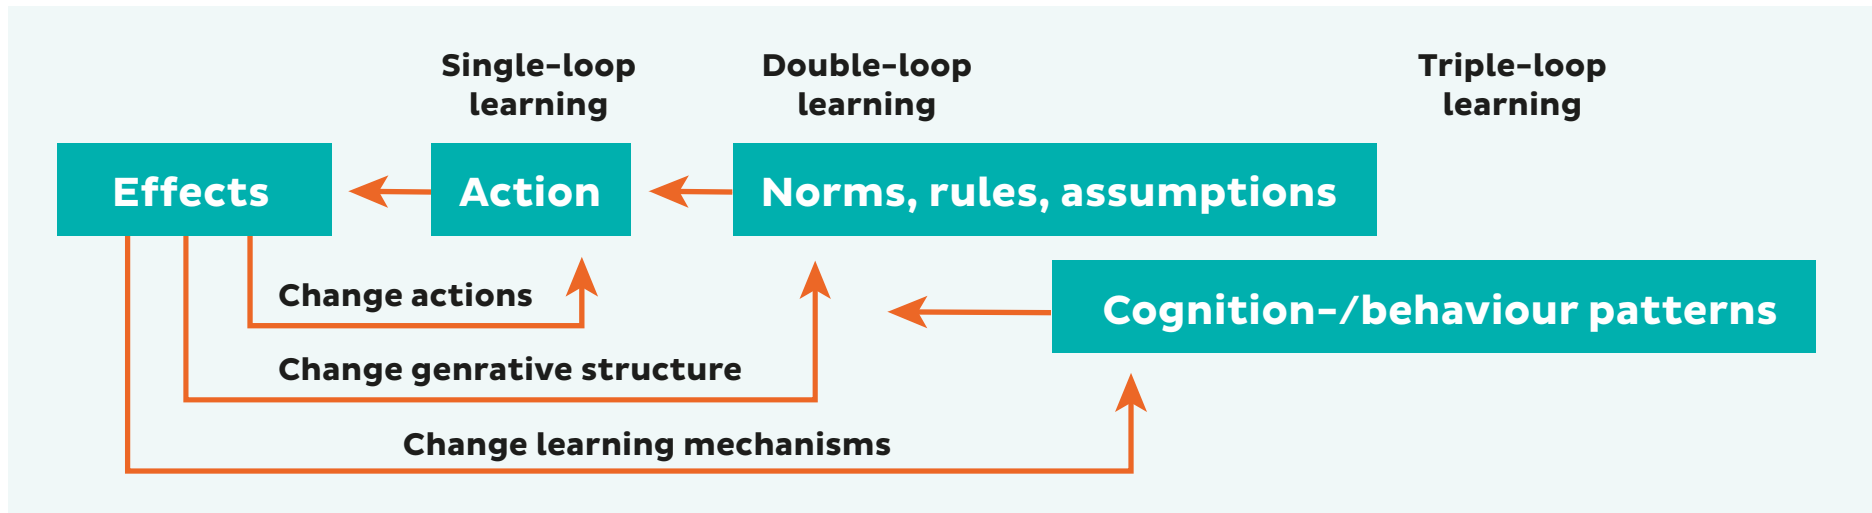 Single-loop
learning
Double-loop
learning
Triple-loop
learning
Effects
Action
Norms, rules, assumptions
Change actions
Cognition-/behaviour patterns
Change genrative structure
Change learning mechanisms